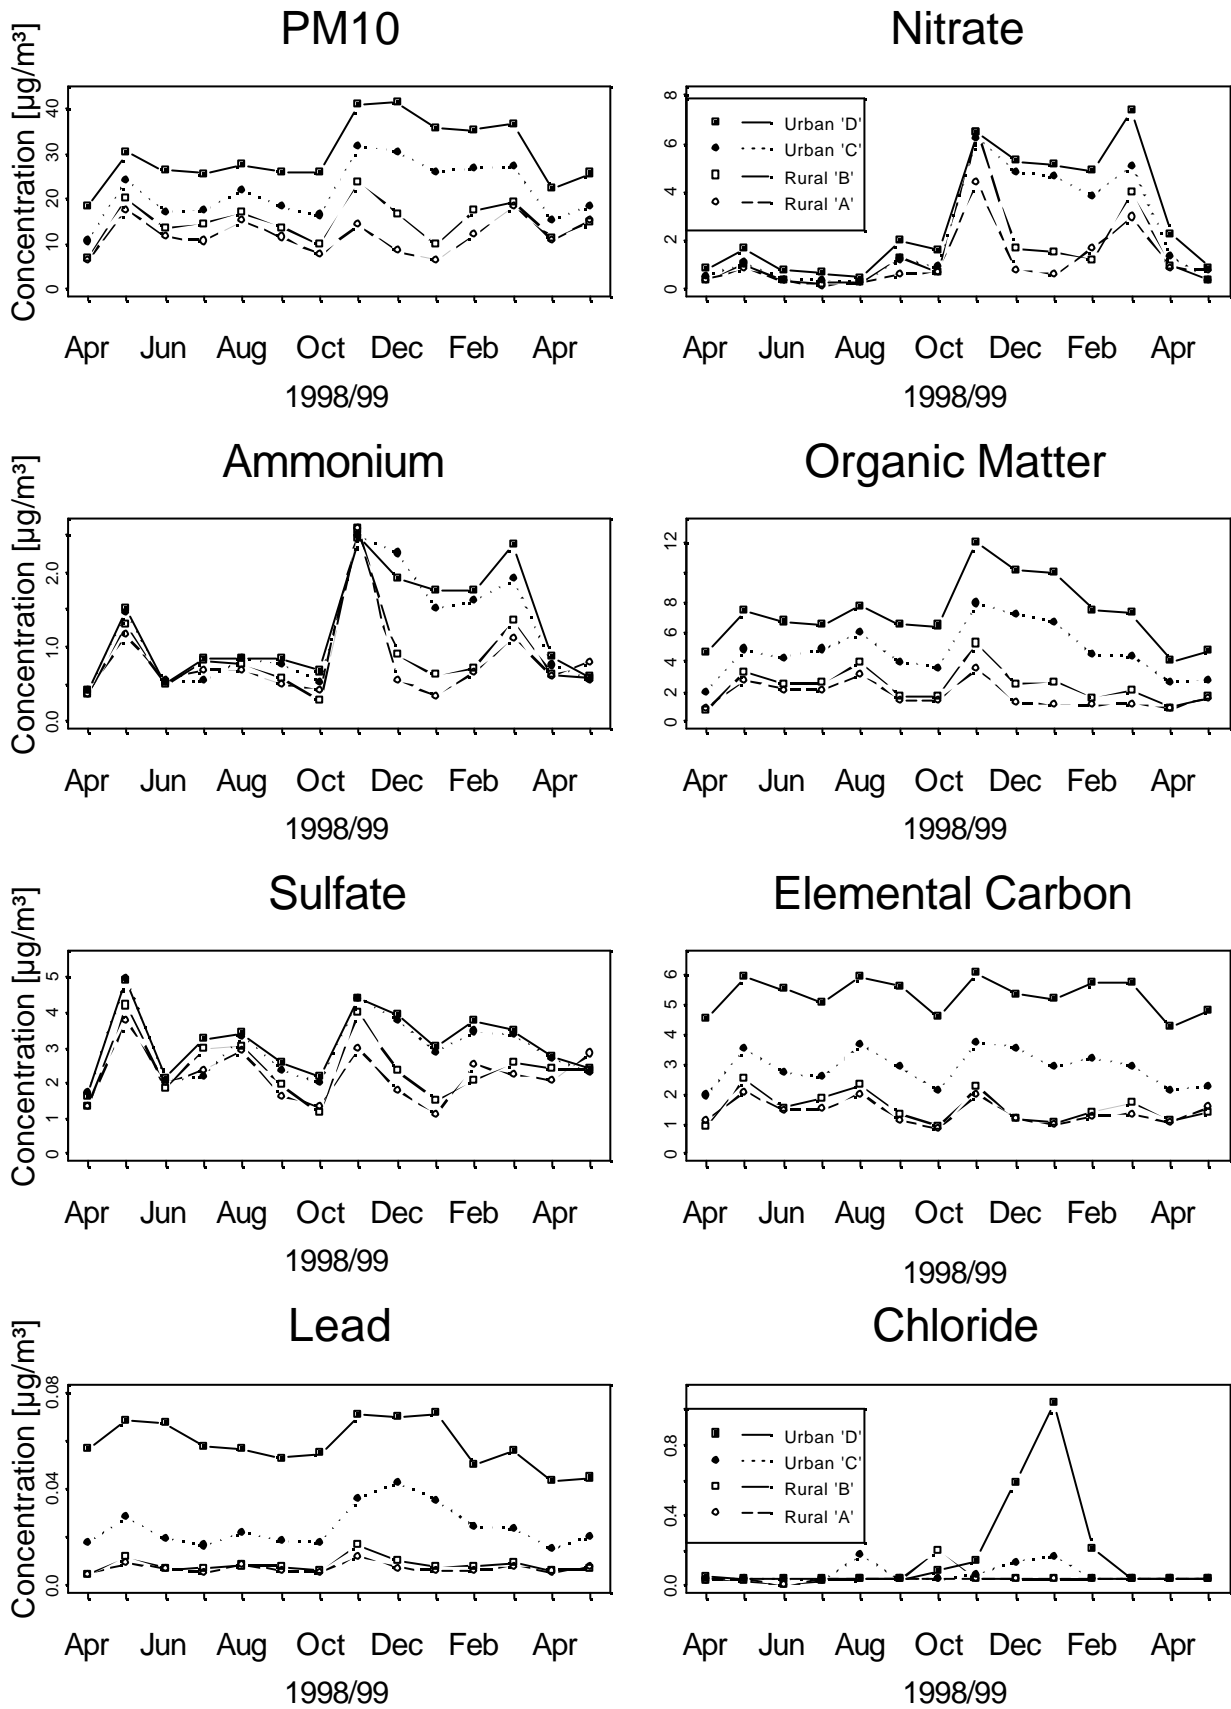 PM10
Concentration [µg/m³]
40
30
20
10
0
Apr Jun Aug Oct Dec Feb Apr
1998/99
Nitrate
8
6
4
2
0
Urban 'D'
Urban 'C'
Rural 'B'
Rural 'A'
Apr Jun Aug Oct Dec Feb Apr
1998/99
Ammonium
Concentration [µg/m³]
2.0
1.0
0.0
Apr Jun Aug Oct Dec Feb Apr
1998/99
Organic Matter
12
8
6
4
2
0
Apr Jun Aug Oct Dec Feb Apr
1998/99
Sulfate
Concentration [µg/m³]
5
4
3
2
1
0
Apr Jun Aug Oct Dec Feb Apr
1998/99
Elemental Carbon
6
5
4
3
2
1
0
Apr Jun Aug Oct Dec Feb Apr
1998/99
Lead
Concentration [µg/m³]
0.08
0.04
0.0
Apr Jun Aug Oct Dec Feb Apr
1998/99
Chloride
0.8
0.4
0.0
Urban 'D'
Urban 'C'
Rural 'B'
Rural 'A'
Apr Jun Aug Oct Dec Feb Apr
1998/99